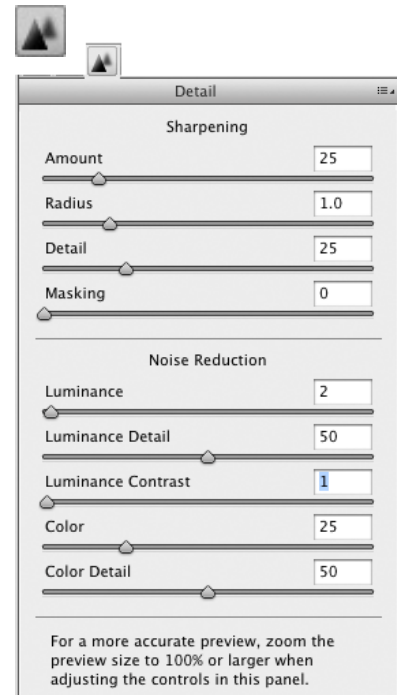 Detail
Sharpening
Amount 25
Radius 1.0
Detail 25
Masking 0
Noise Reduction
Luminance 2
Luminance Detail 50
Luminance Contrast 1
Color 25
Color Detail 50
For a more accurate preview, zoom the
preview size to 100% or larger when
adjusting the controls in this panel.